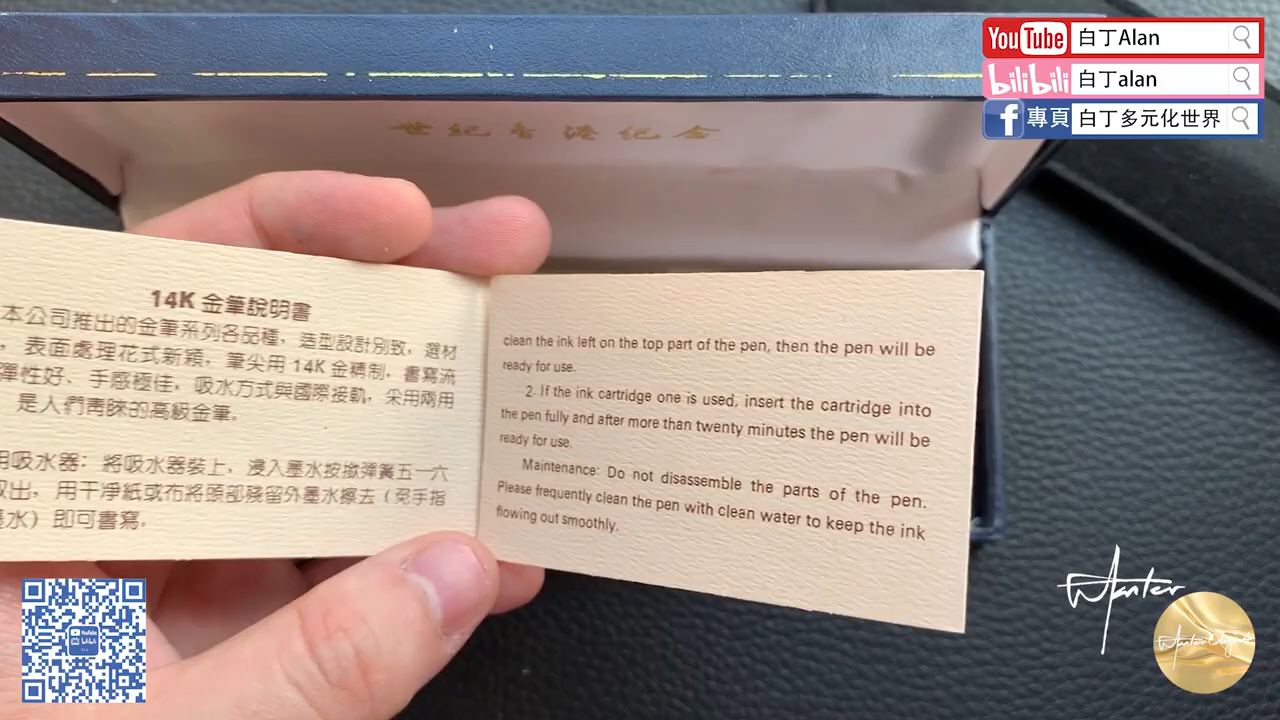 YouTube 白丁Alan
bilibili 白丁alan
f 專頁 白丁多元化世界
世紀香港紀念
14K 金筆說明書
本公司推出的金筆系列各品種，造型設計別致，選材
，表面處理花式新穎，筆尖用 14K 金精制，書寫流
彈性好、手感極佳，吸水方式與國際接軌，采用兩用
是人們青睞的高級金筆。
用吸水器：將吸水器裝上，浸入墨水按撳彈簧五一六
取出，用干淨紙或布將頭部殘留外墨水擦去（免手指
墨水）即可書寫。
clean the ink left on the top part of the pen, then the pen will be
ready for use.
2. If the ink cartridge one is used, insert the cartridge into
the pen fully and after more than twenty minutes the pen will be
ready for use.
Maintenance: Do not disassemble the parts of the pen.
Please frequently clean the pen with clean water to keep the ink
flowing out smoothly.